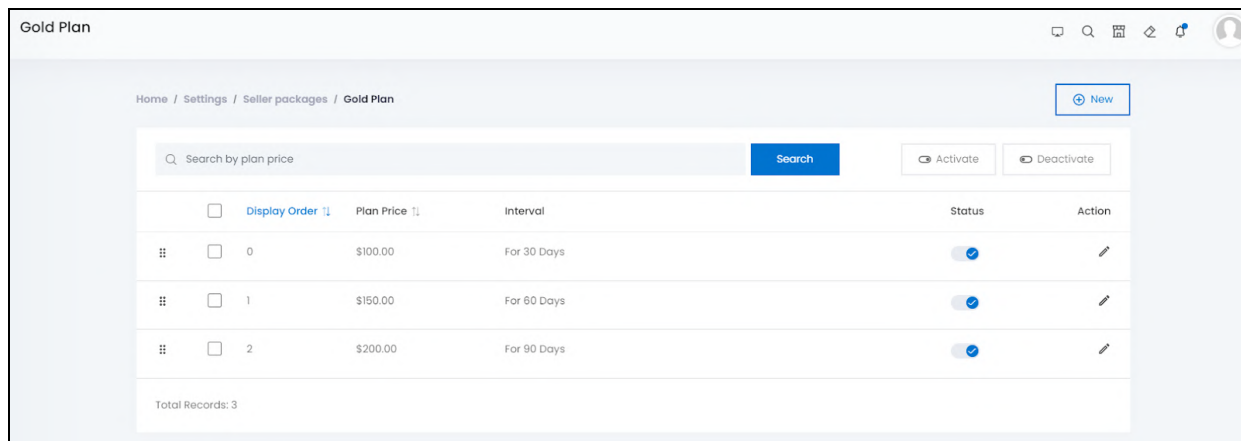 Gold Plan
Home / Settings / Seller packages / Gold Plan
New
Search by plan price
Search
Activate
Deactivate
Display Order Plan Price Interval Status Action
0 $100.00 For 30 Days
1 $150.00 For 60 Days
2 $200.00 For 90 Days
Total Records: 3